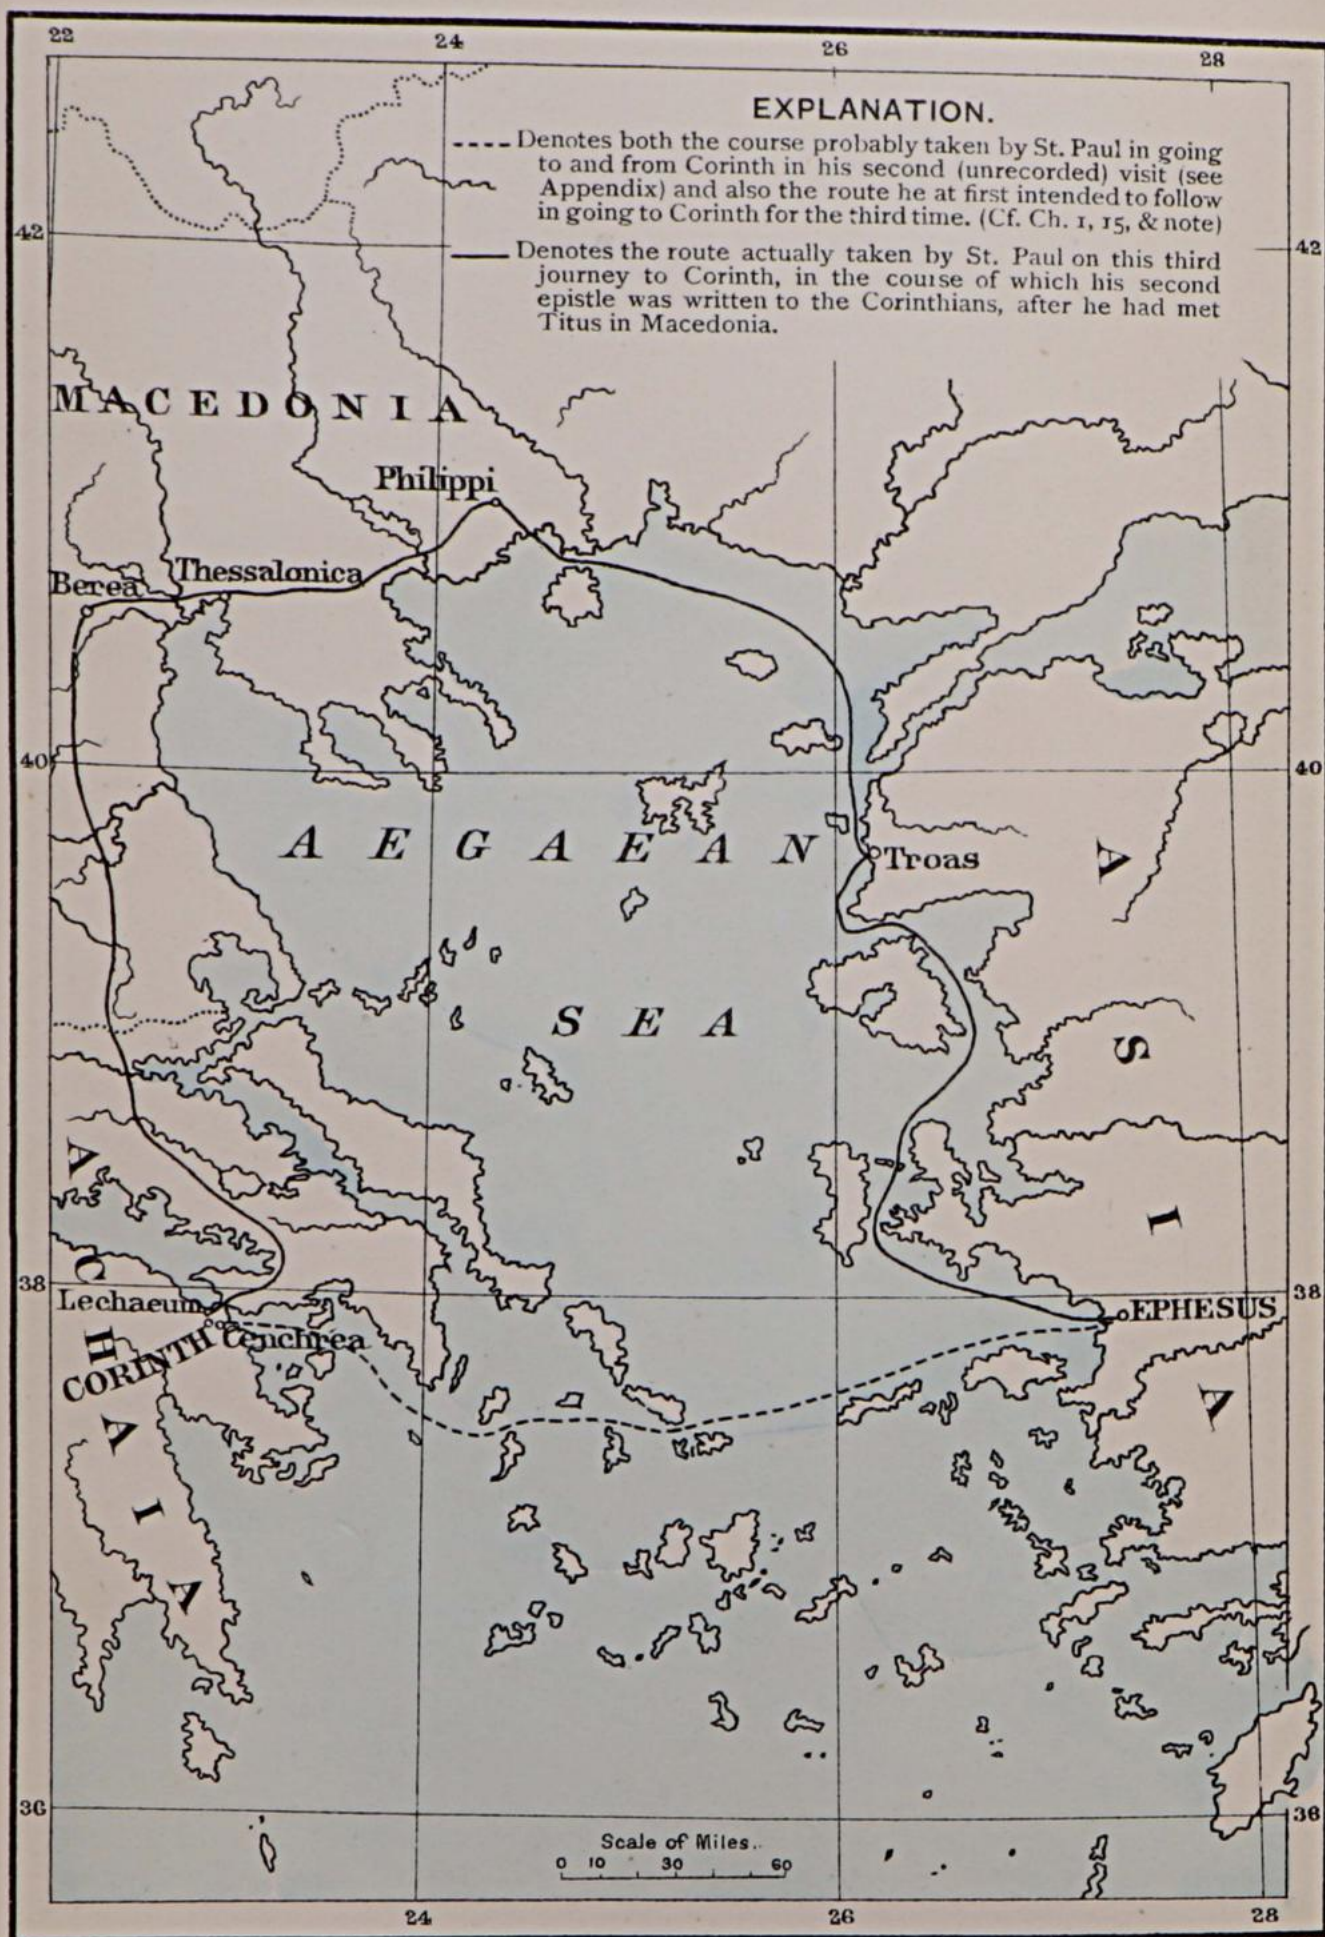 22 24 26 28
EXPLANATION.
---- Denotes both the course probably taken by St. Paul in going
to and from Corinth in his second (unrecorded) visit (see
Appendix) and also the route he at first intended to follow
in going to Corinth for the third time. (Cf. Ch. 1, 15, & note)
—— Denotes the route actually taken by St. Paul on this third
journey to Corinth, in the course of which his second
epistle was written to the Corinthians, after he had met
Titus in Macedonia.
42 42
MACEDONIA
Philippi
Thessalonica
Berea
40 40
AEGAEAN
SEA
Troas
ASIA
ACHAIA
38 38
Lechaeum
EPHESUS
CORINTH
Cenchrea
36 36
Scale of Miles.
0 10 30 60
24 26 28